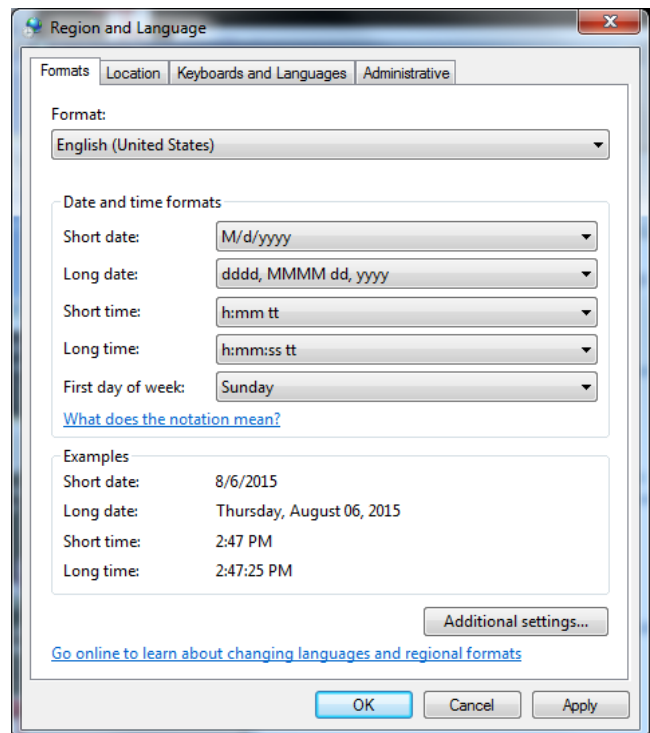 Region and Language
Formats Location Keyboards and Languages Administrative
Format:
English (United States)
Date and time formats
Short date: M/d/yyyy
Long date: dddd, MMMM dd, yyyy
Short time: h:mm tt
Long time: h:mm:ss tt
First day of week: Sunday
What does the notation mean?
Examples
Short date: 8/6/2015
Long date: Thursday, August 06, 2015
Short time: 2:47 PM
Long time: 2:47:25 PM
Additional settings...
Go online to learn about changing languages and regional formats
OK Cancel Apply